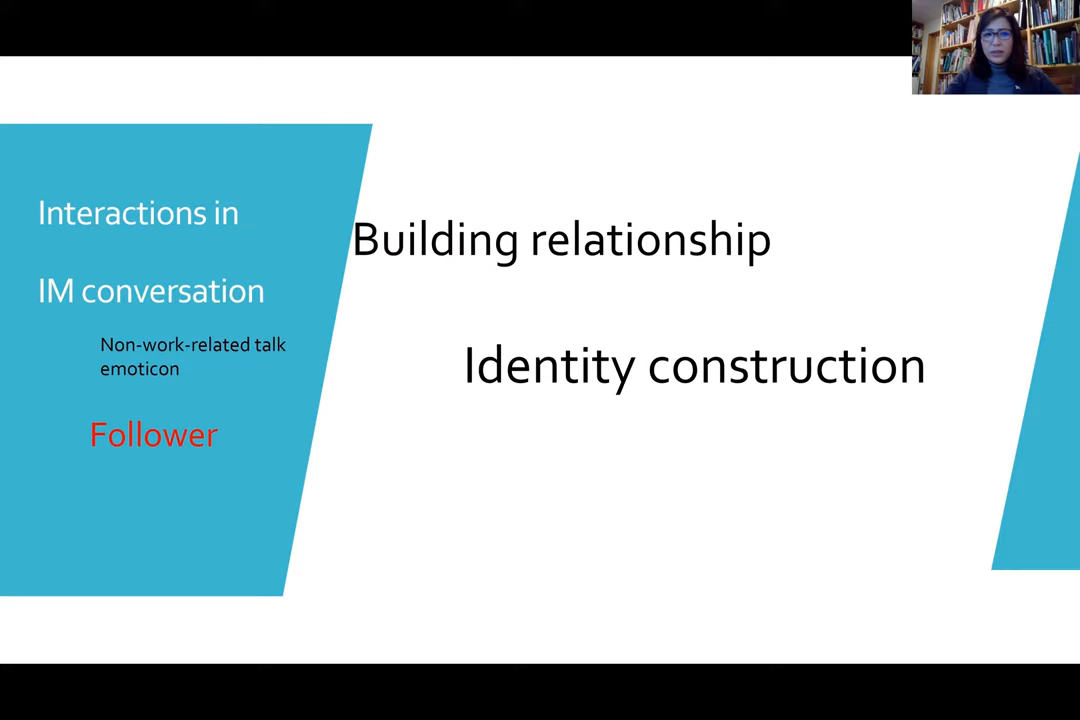 Interactions in
IM conversation
Non-work-related talk
emoticon
Follower
Building relationship
Identity construction